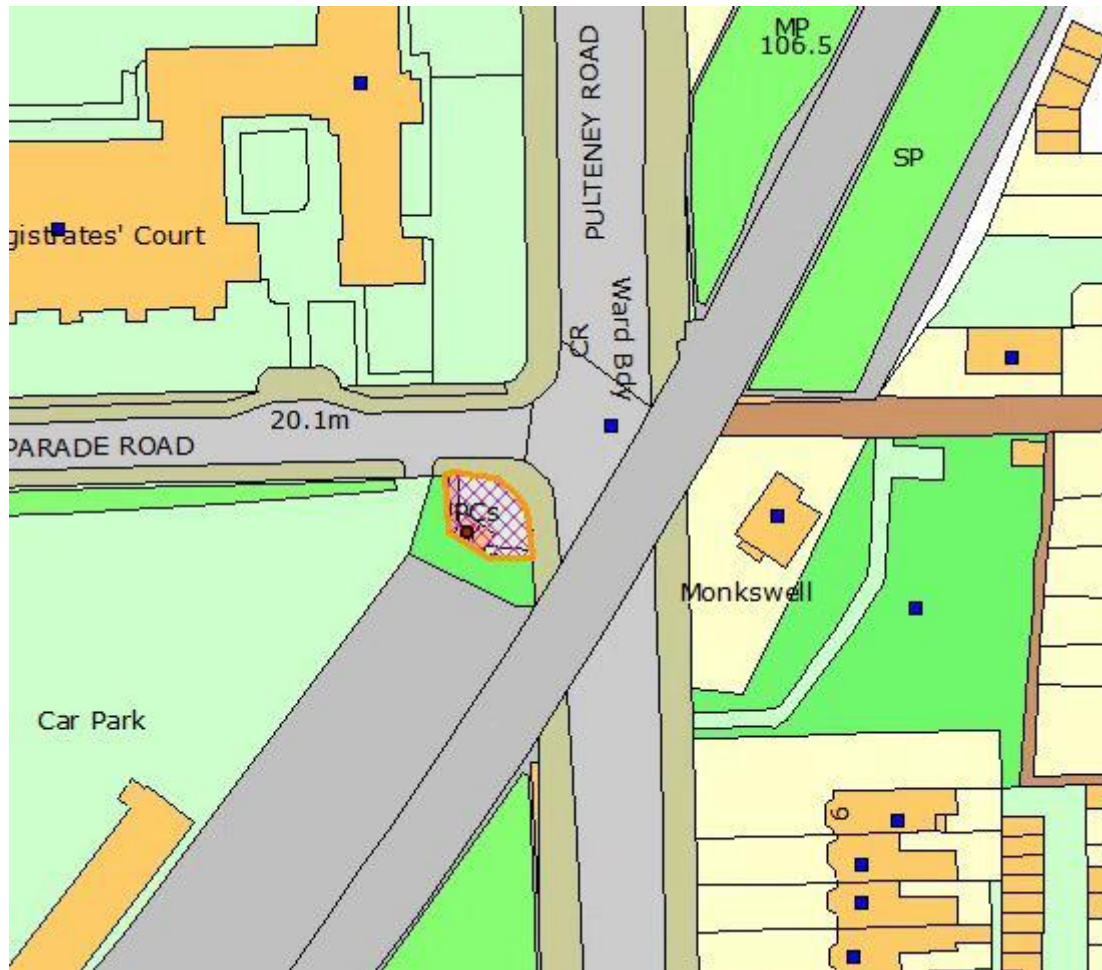 MP
106.5
PULTENEY ROAD
SP
gistrates' Court
Ward Bdy
CR
20.1m
PARADE ROAD
PCs
Monkswell
Car Park
6